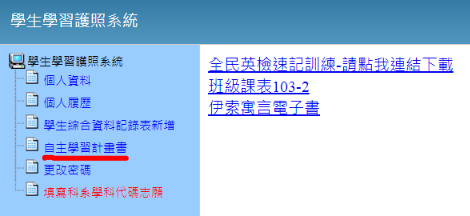 學生學習護照系統
學生學習護照系統
個人資料
個人履歷
學生綜合資料記錄表新增
自主學習計畫書
更改密碼
填寫科系學科代碼志願
全民英檢速記訓練-請點我連結下載
班級課表103-2
伊索寓言電子書